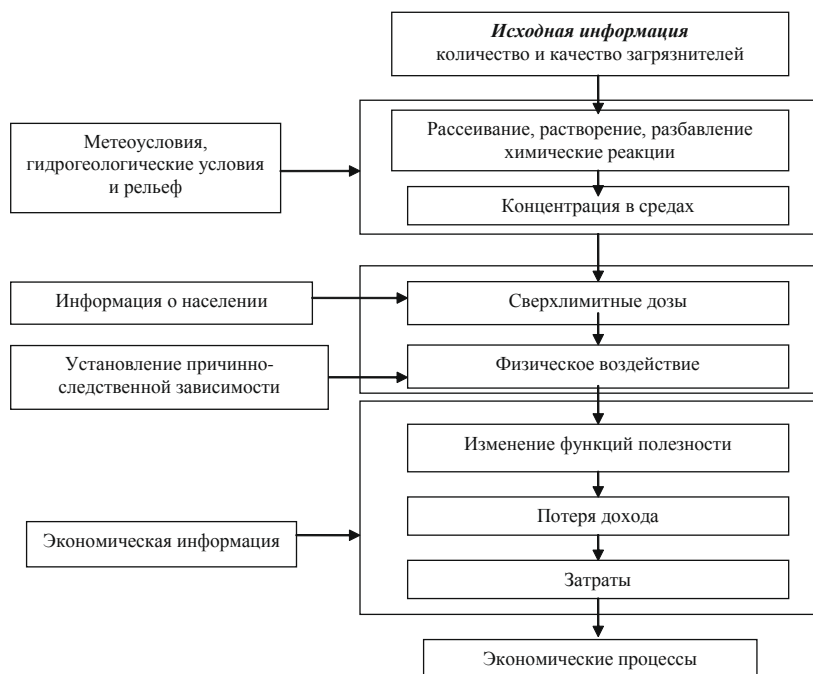 Исходная информация
количество и качество загрязнителей
Рассеивание, растворение, разбавление
химические реакции
Метеоусловия,
гидрогеологические условия
и рельеф
Концентрация в средах
Информация о населении
Сверхлимитные дозы
Установление причинно-
следственной зависимости
Физическое воздействие
Изменение функций полезности
Потеря дохода
Экономическая информация
Затраты
Экономические процессы